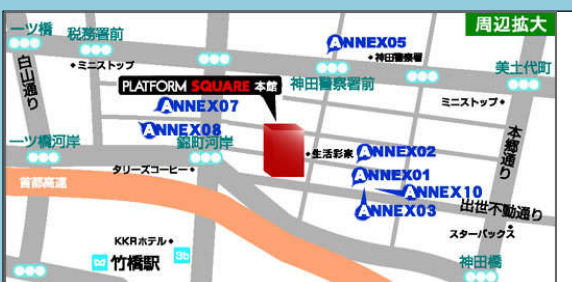 周辺拡大
一ツ橋
税務署前
ANNEX05
神田警察署
美土代町
白山通り
ミニストップ
神田警察署前
PLATFORM SQUARE 本館
ANNEX07
ミニストップ
本郷通り
ANNEX08
一ツ橋河岸
錦町河岸
生活彩家
ANNEX02
タリーズコーヒー
ANNEX01
首都高速
ANNEX10
出世不動通り
ANNEX03
スターバックス
KKRホテル
竹橋駅
3b
神田橋